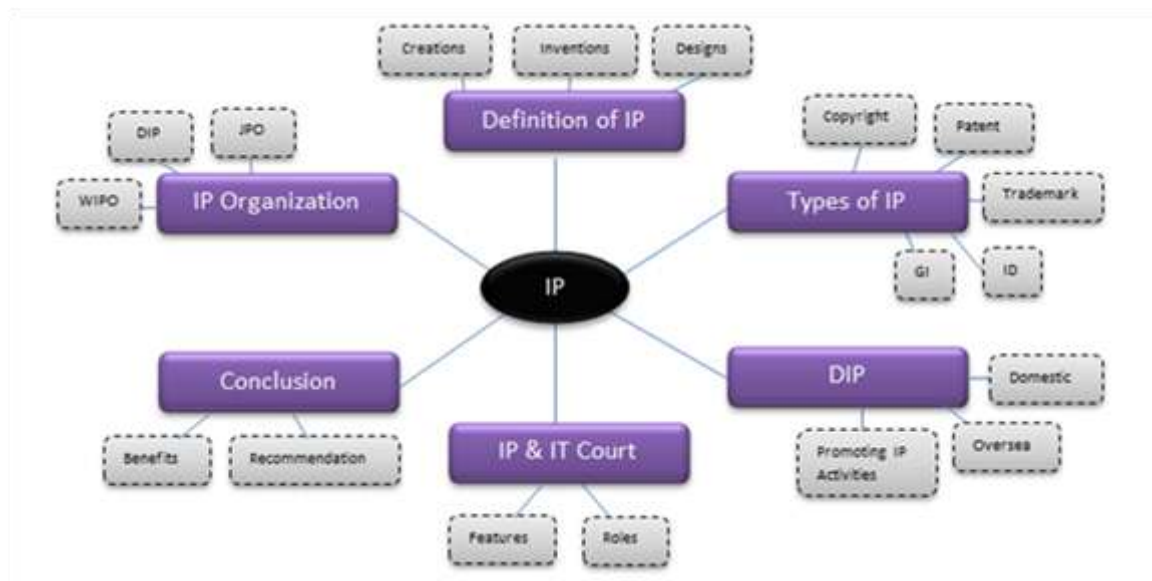 Creations
Inventions
Designs
Definition of IP
DIP
JPO
WIPO
IP Organization
Copyright
Patent
Types of IP
Trademark
GI
ID
IP
Conclusion
Benefits
Recommendation
IP & IT Court
Features
Roles
DIP
Domestic
Oversea
Promoting IP
Activities